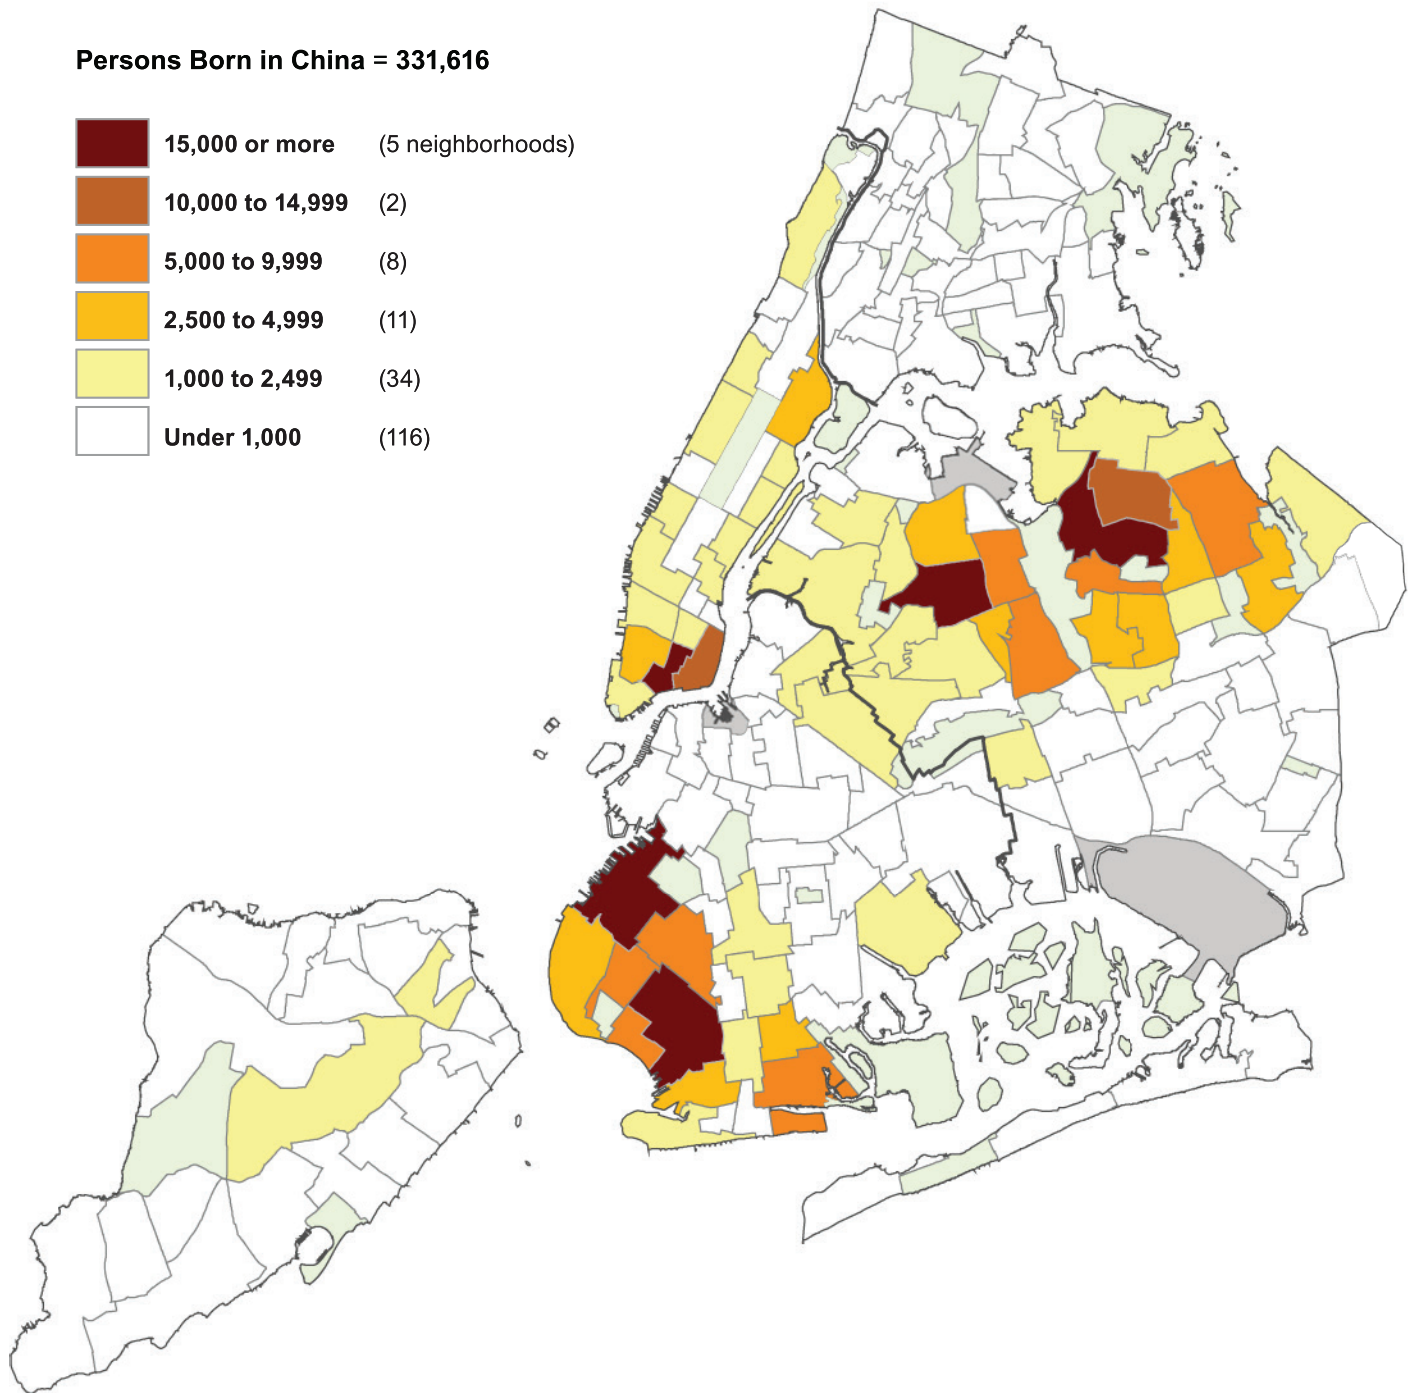 Persons Born in China = 331,616
15,000 or more (5 neighborhoods)
10,000 to 14,999 (2)
5,000 to 9,999 (8)
2,500 to 4,999 (11)
1,000 to 2,499 (34)
Under 1,000 (116)